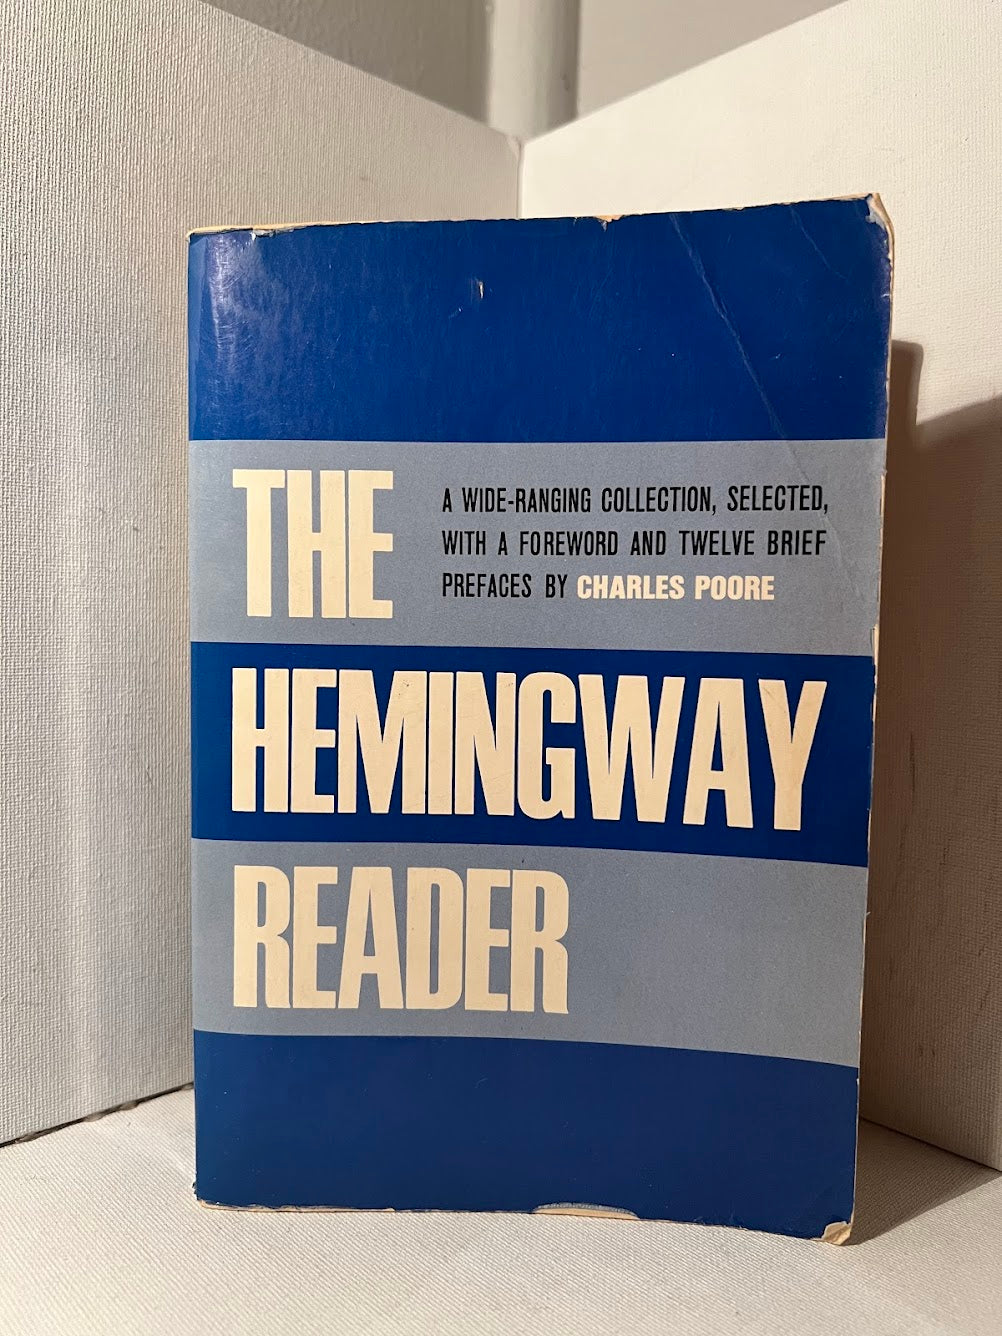 THE
A WIDE-RANGING COLLECTION, SELECTED,
WITH A FOREWORD AND TWELVE BRIEF
PREFACES BY CHARLES POORE
HEMINGWAY
READER